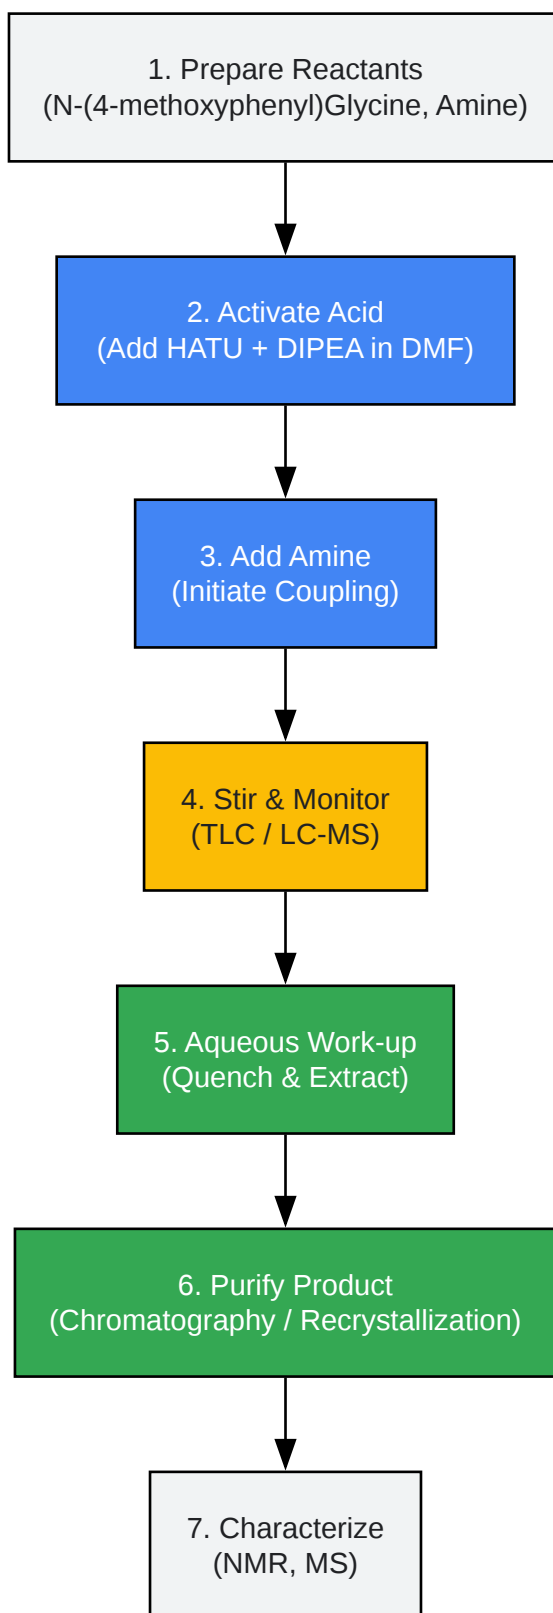 1. Prepare Reactants
(N-(4-methoxyphenyl)Glycine, Amine)
2. Activate Acid
(Add HATU + DIPEA in DMF)
3. Add Amine
(Initiate Coupling)
4. Stir & Monitor
(TLC / LC-MS)
5. Aqueous Work-up
(Quench & Extract)
6. Purify Product
(Chromatography / Recrystallization)
7. Characterize
(NMR, MS)